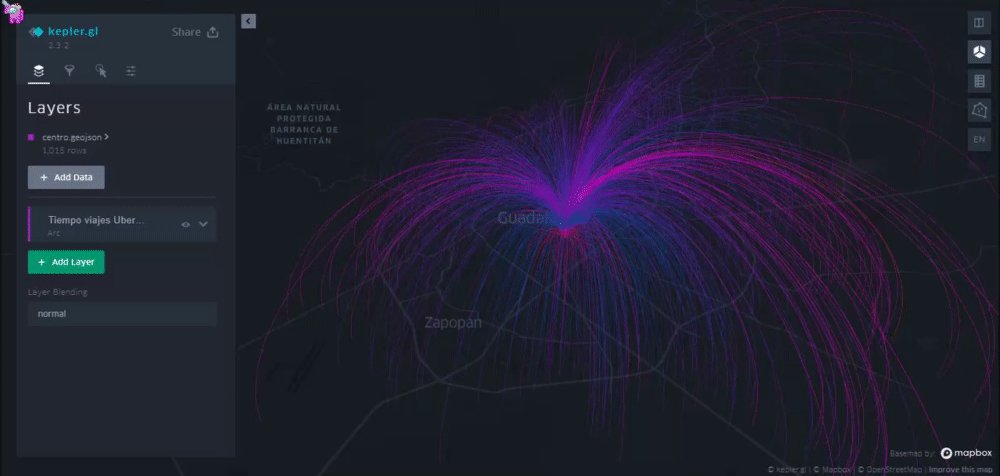 kepler.gl
2.3.2
Share
Layers
centro.geojson
1,015 rows
+ Add Data
Tiempo viajes Uber...
Arc
+ Add Layer
Layer Blending
normal
EN
ÁREA NATURAL
PROTEGIDA
BARRANCA DE
HUENTITÁN
Guadal
Zapopan
Basemap by: mapbox
© kepler.gl | © Mapbox | © OpenStreetMap | Improve this map